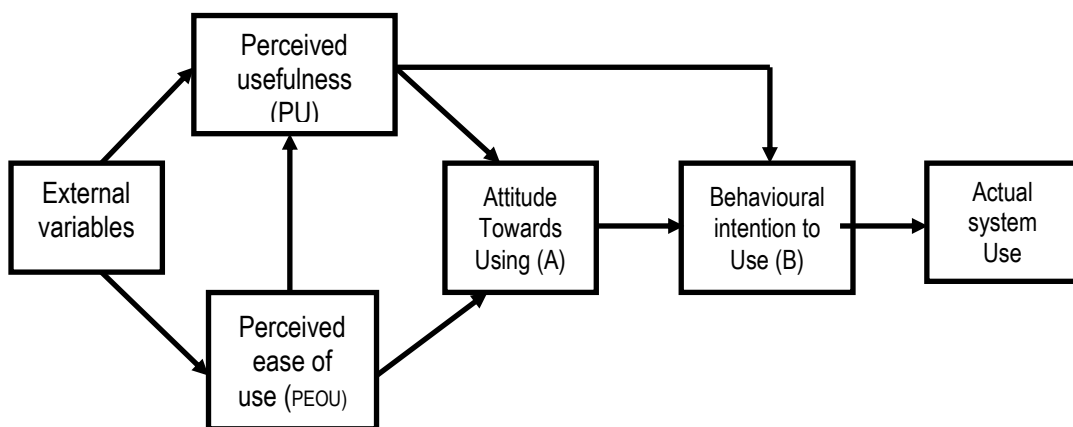 Perceived
usefulness
(PU)
External
variables
Perceived
ease of
use (PEOU)
Attitude
Towards
Using (A)
Behavioural
intention to
Use (B)
Actual
system
Use